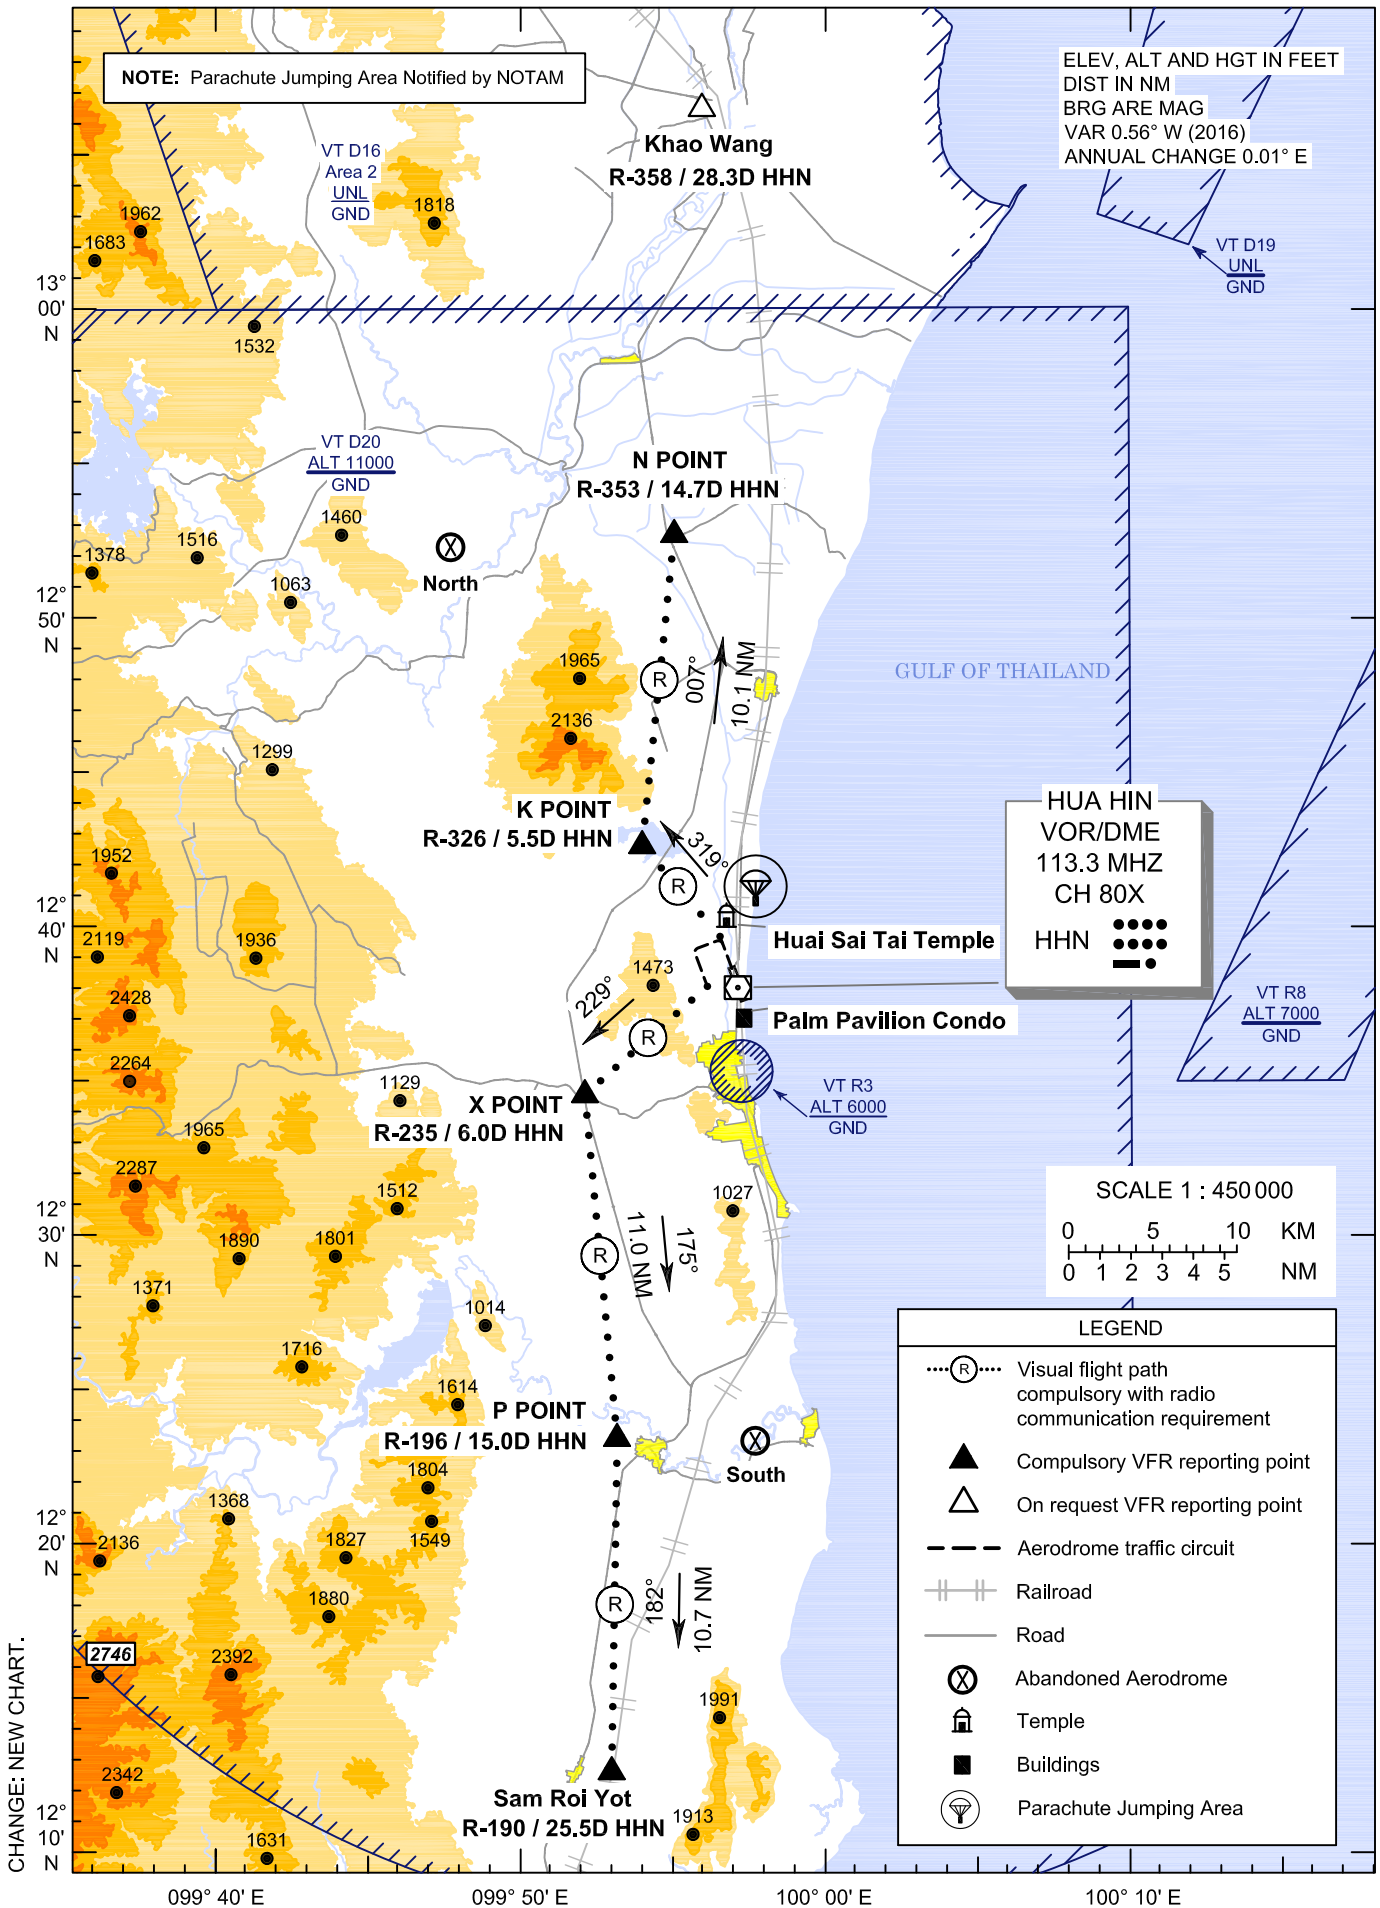 NOTE: Parachute Jumping Area Notified by NOTAM
ELEV, ALT AND HGT IN FEET
DIST IN NM
BRG ARE MAG
VAR 0.56° W (2016)
ANNUAL CHANGE 0.01° E
Khao Wang
R-358 / 28.3D HHN
VT D16
Area 2
UNL
GND
1818
1962
1683
VT D19
UNL
GND
13°
00'
N
1532
VT D20
ALT 11000
GND
N POINT
R-353 / 14.7D HHN
1460
1516
1378
1063
North
12°
50'
N
1965
R
007°
10.1 NM
GULF OF THAILAND
2136
1299
K POINT
R-326 / 5.5D HHN
319°
R
HUA HIN
VOR/DME
113.3 MHZ
CH 80X
HHN
1952
12°
40'
N
2119
1936
Huai Sai Tai Temple
1473
229°
2428
Palm Pavilion Condo
R
VT R8
ALT 7000
GND
2264
1129
VT R3
ALT 6000
GND
X POINT
R-235 / 6.0D HHN
1965
2287
1512
1027
SCALE 1 : 450 000
0 5 10 KM
0 1 2 3 4 5 NM
12°
30'
N
1890
1801
R
11.0 NM
175°
1371
1014
1716
1614
P POINT
R-196 / 15.0D HHN
South
1804
1368
1549
12°
20'
N
2136
1827
1880
R
182°
10.7 NM
2746
2392
1991
2342
Sam Roi Yot
R-190 / 25.5D HHN
1913
12°
10'
N
1631
LEGEND
R
Visual flight path
compulsory with radio
communication requirement
Compulsory VFR reporting point
On request VFR reporting point
Aerodrome traffic circuit
Railroad
Road
Abandoned Aerodrome
Temple
Buildings
Parachute Jumping Area
CHANGE: NEW CHART.
099° 40' E
099° 50' E
100° 00' E
100° 10' E